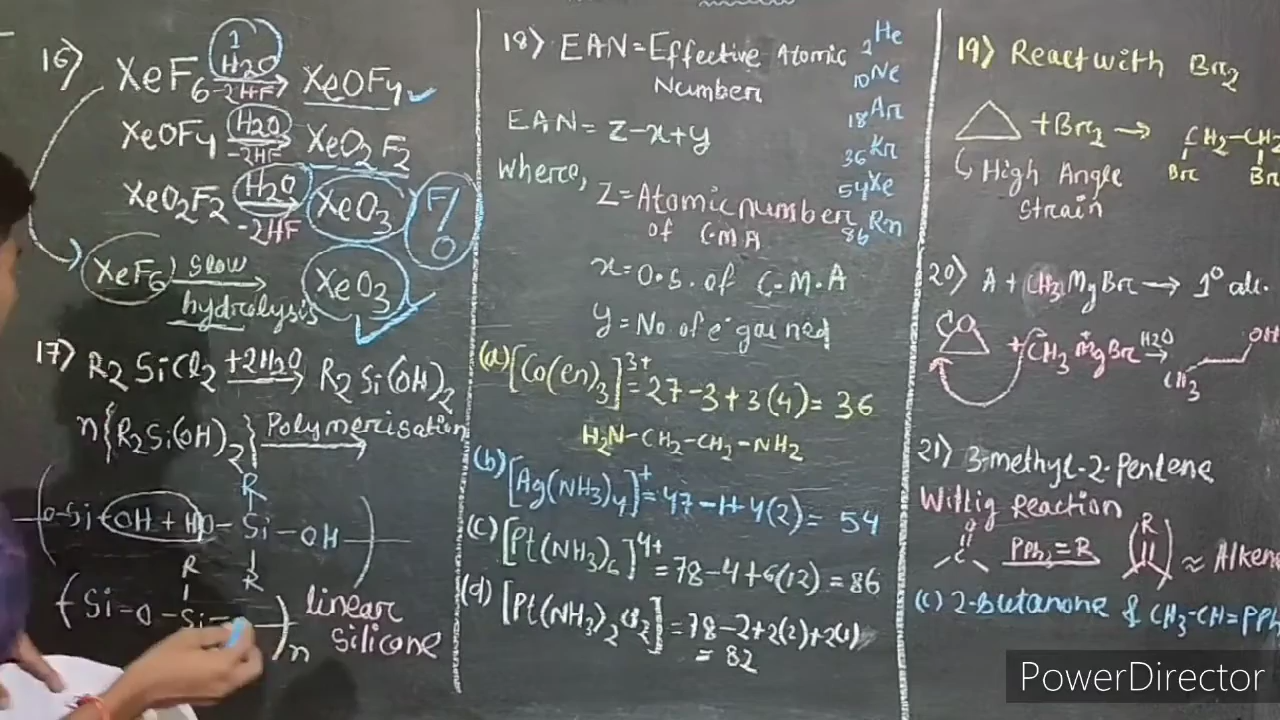 16) XeF6 1 H2O -2HF XeOF4
XeOF4 H2O -2HF XeO2F2
XeO2F2 H2O -2HF XeO3 F/O
XeF6 slow hydrolysis XeO3
17) R2SiCl2 +2H2O → R2Si(OH)2
n{R2Si(OH)2} Polymerisation →
R
O-Si-(OH + H)O-Si-OH
R R
(Si-O-Si-O-)n linear
silicone
18) EAN = Effective Atomic
Number
EAN = Z-x+y
where,
Z = Atomic number
of C.M.A
x = O.S. of C.M.A
y = No of e⁻ gained
2He
10Ne
18Ar
36Kr
54Xe
86Rn
(a) [Co(en)3]3+ = 27-3+3(4) = 36
H2N-CH2-CH2-NH2
(b) [Ag(NH3)4]+ = 47-1+4(2) = 54
(c) [Pt(NH3)6]4+ = 78-4+6(12) = 86
(d) [Pt(NH3)2Cl2] = 78-2+2(2)+2(1)
= 82
19) React with Br2
+Br2 → CH2-CH2
Br Br
High Angle
strain
20) A + CH3MgBr → 1° alc.
O + CH3⁻ Mg⁺Br H2O → OH
CH3
21) 3-methyl-2-Pentene
Wittig Reaction
O
-C- PPh3=R (R) ≈ Alkene
(c) 2-butanone & CH3-CH=PPh
PowerDirector